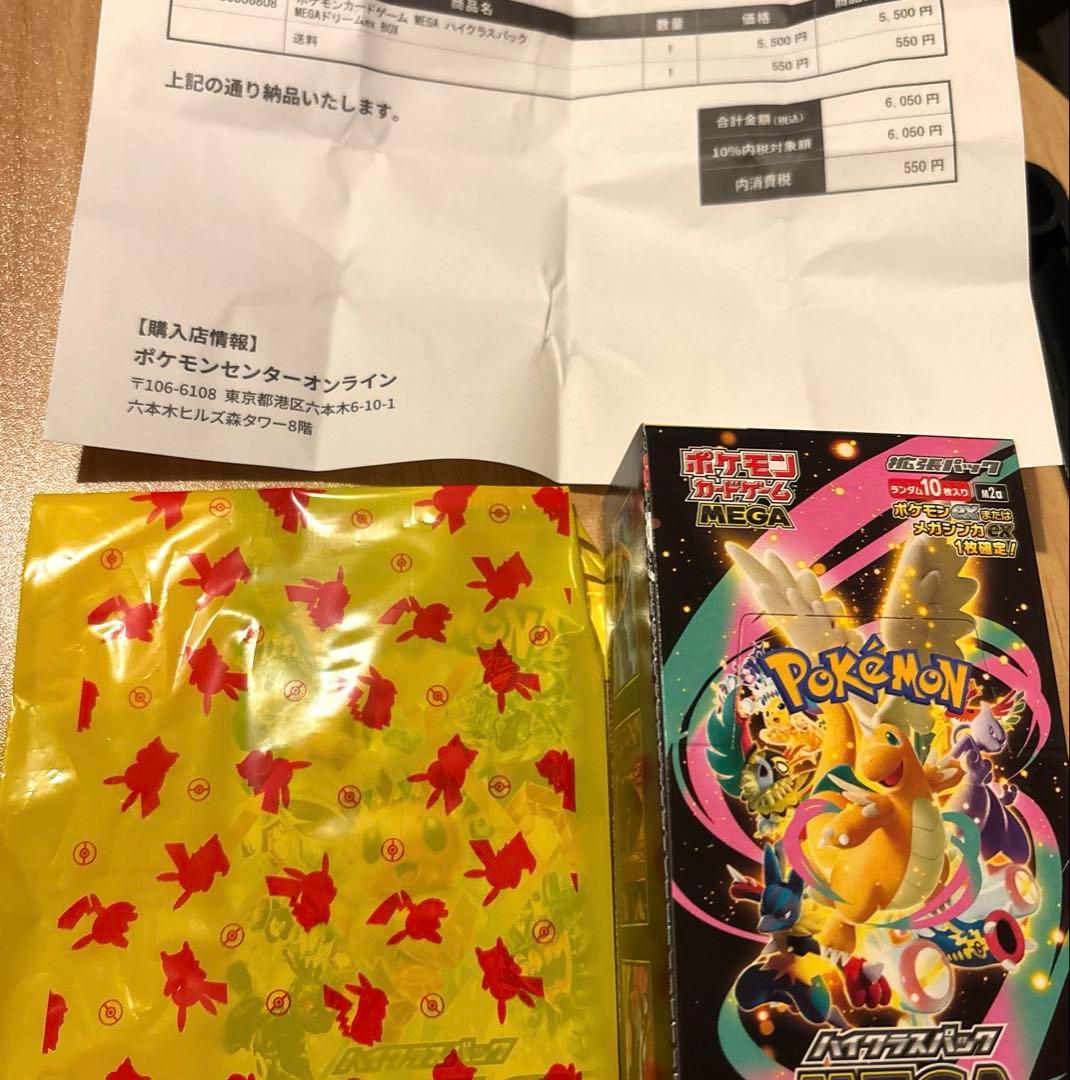 商品名
数量
価格
ポケモンカードゲーム MEGA ハイクラスパック
MEGAドリームex BOX
1
5,500 円
5,500 円
送料
1
550 円
550 円
上記の通り納品いたします。
合計金額(税込)
6,050 円
10%内税対象額
6,050 円
内消費税
550 円
【購入店情報】
ポケモンセンターオンライン
〒106-6108 東京都港区六本木6-10-1
六本木ヒルズ森タワー8階
ポケモン
カードゲーム
MEGA
拡張パック
ランダム10枚入り M2a
ポケモンexまたは
メガシンカex
1枚確定!
POKéMON
ハイクラスパック
MEGA
ハイクラスパック